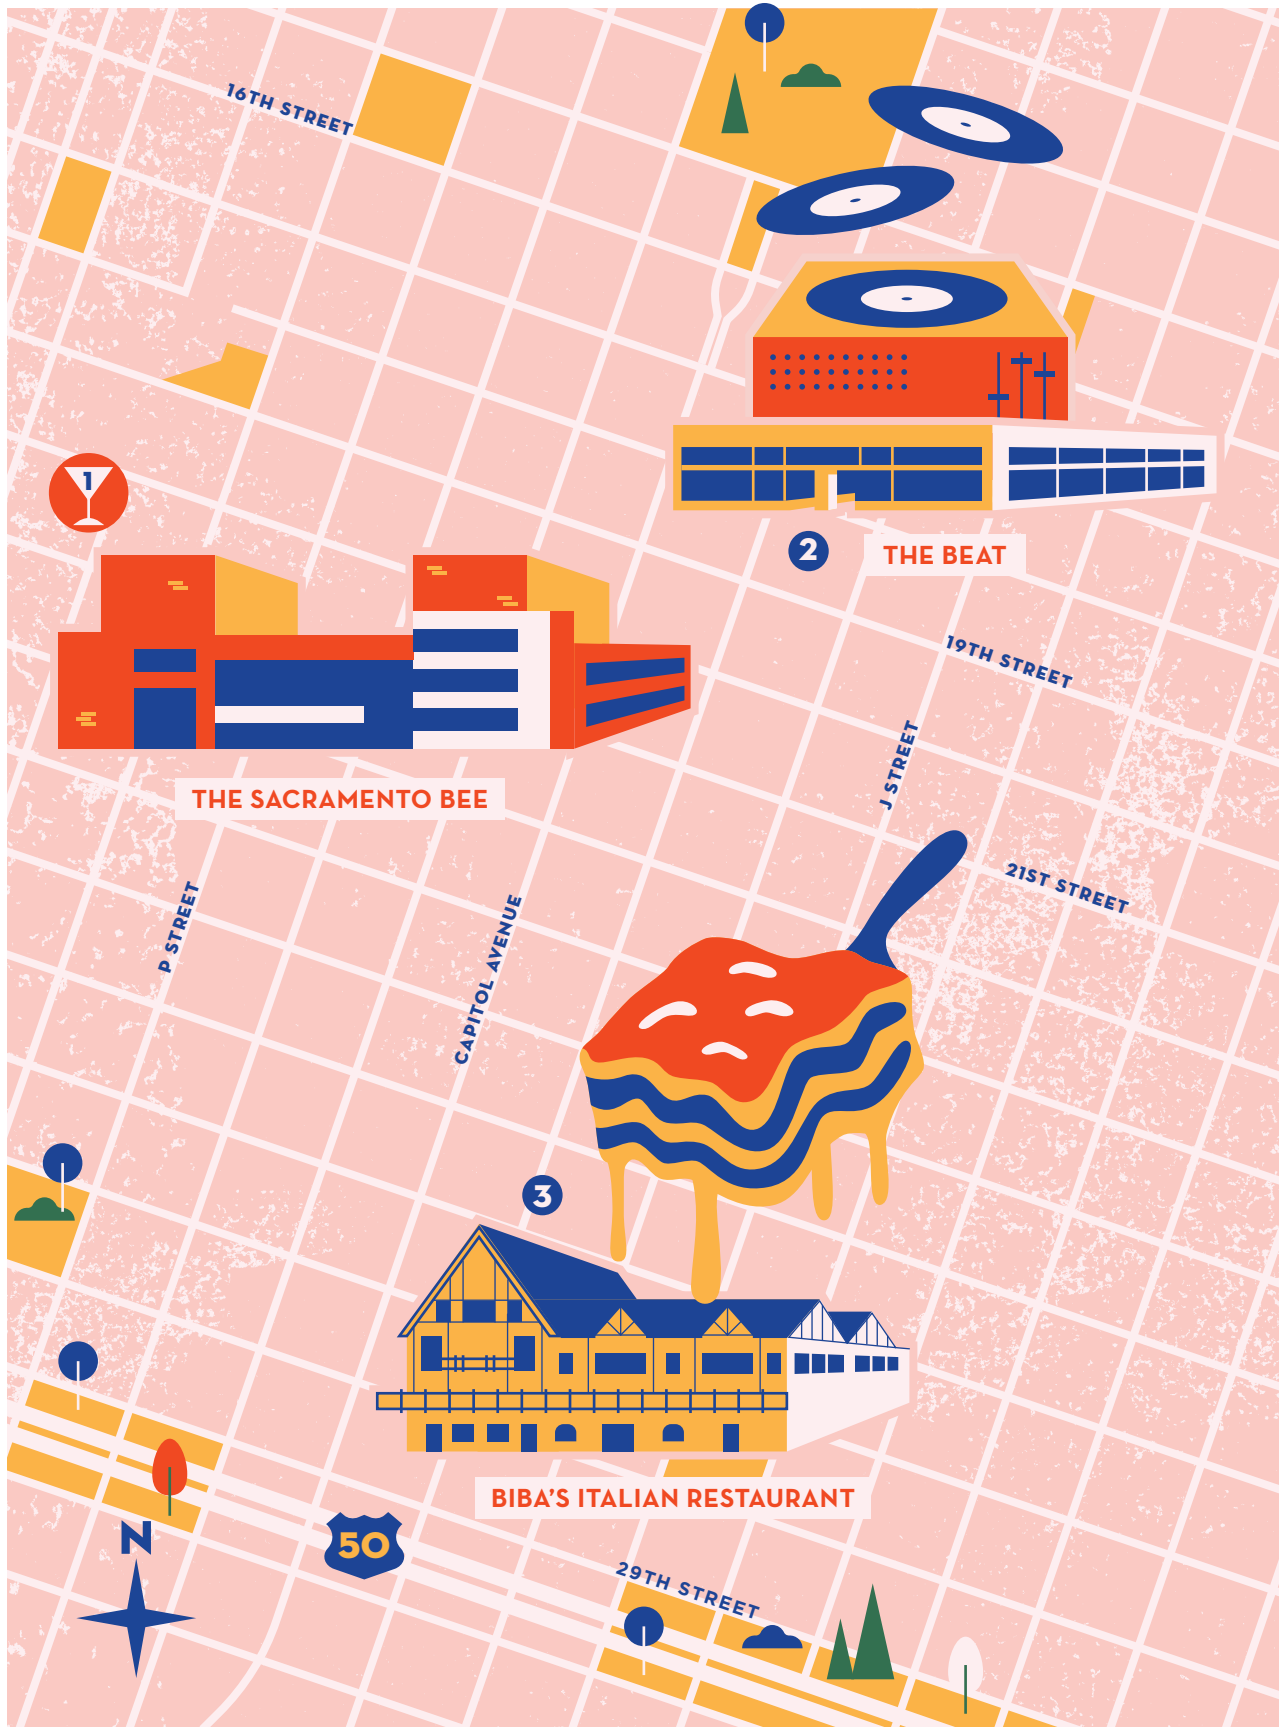 16TH STREET
1
2
THE BEAT
19TH STREET
J STREET
THE SACRAMENTO BEE
21ST STREET
P STREET
CAPITOL AVENUE
3
BIBA’S ITALIAN RESTAURANT
N
50
29TH STREET